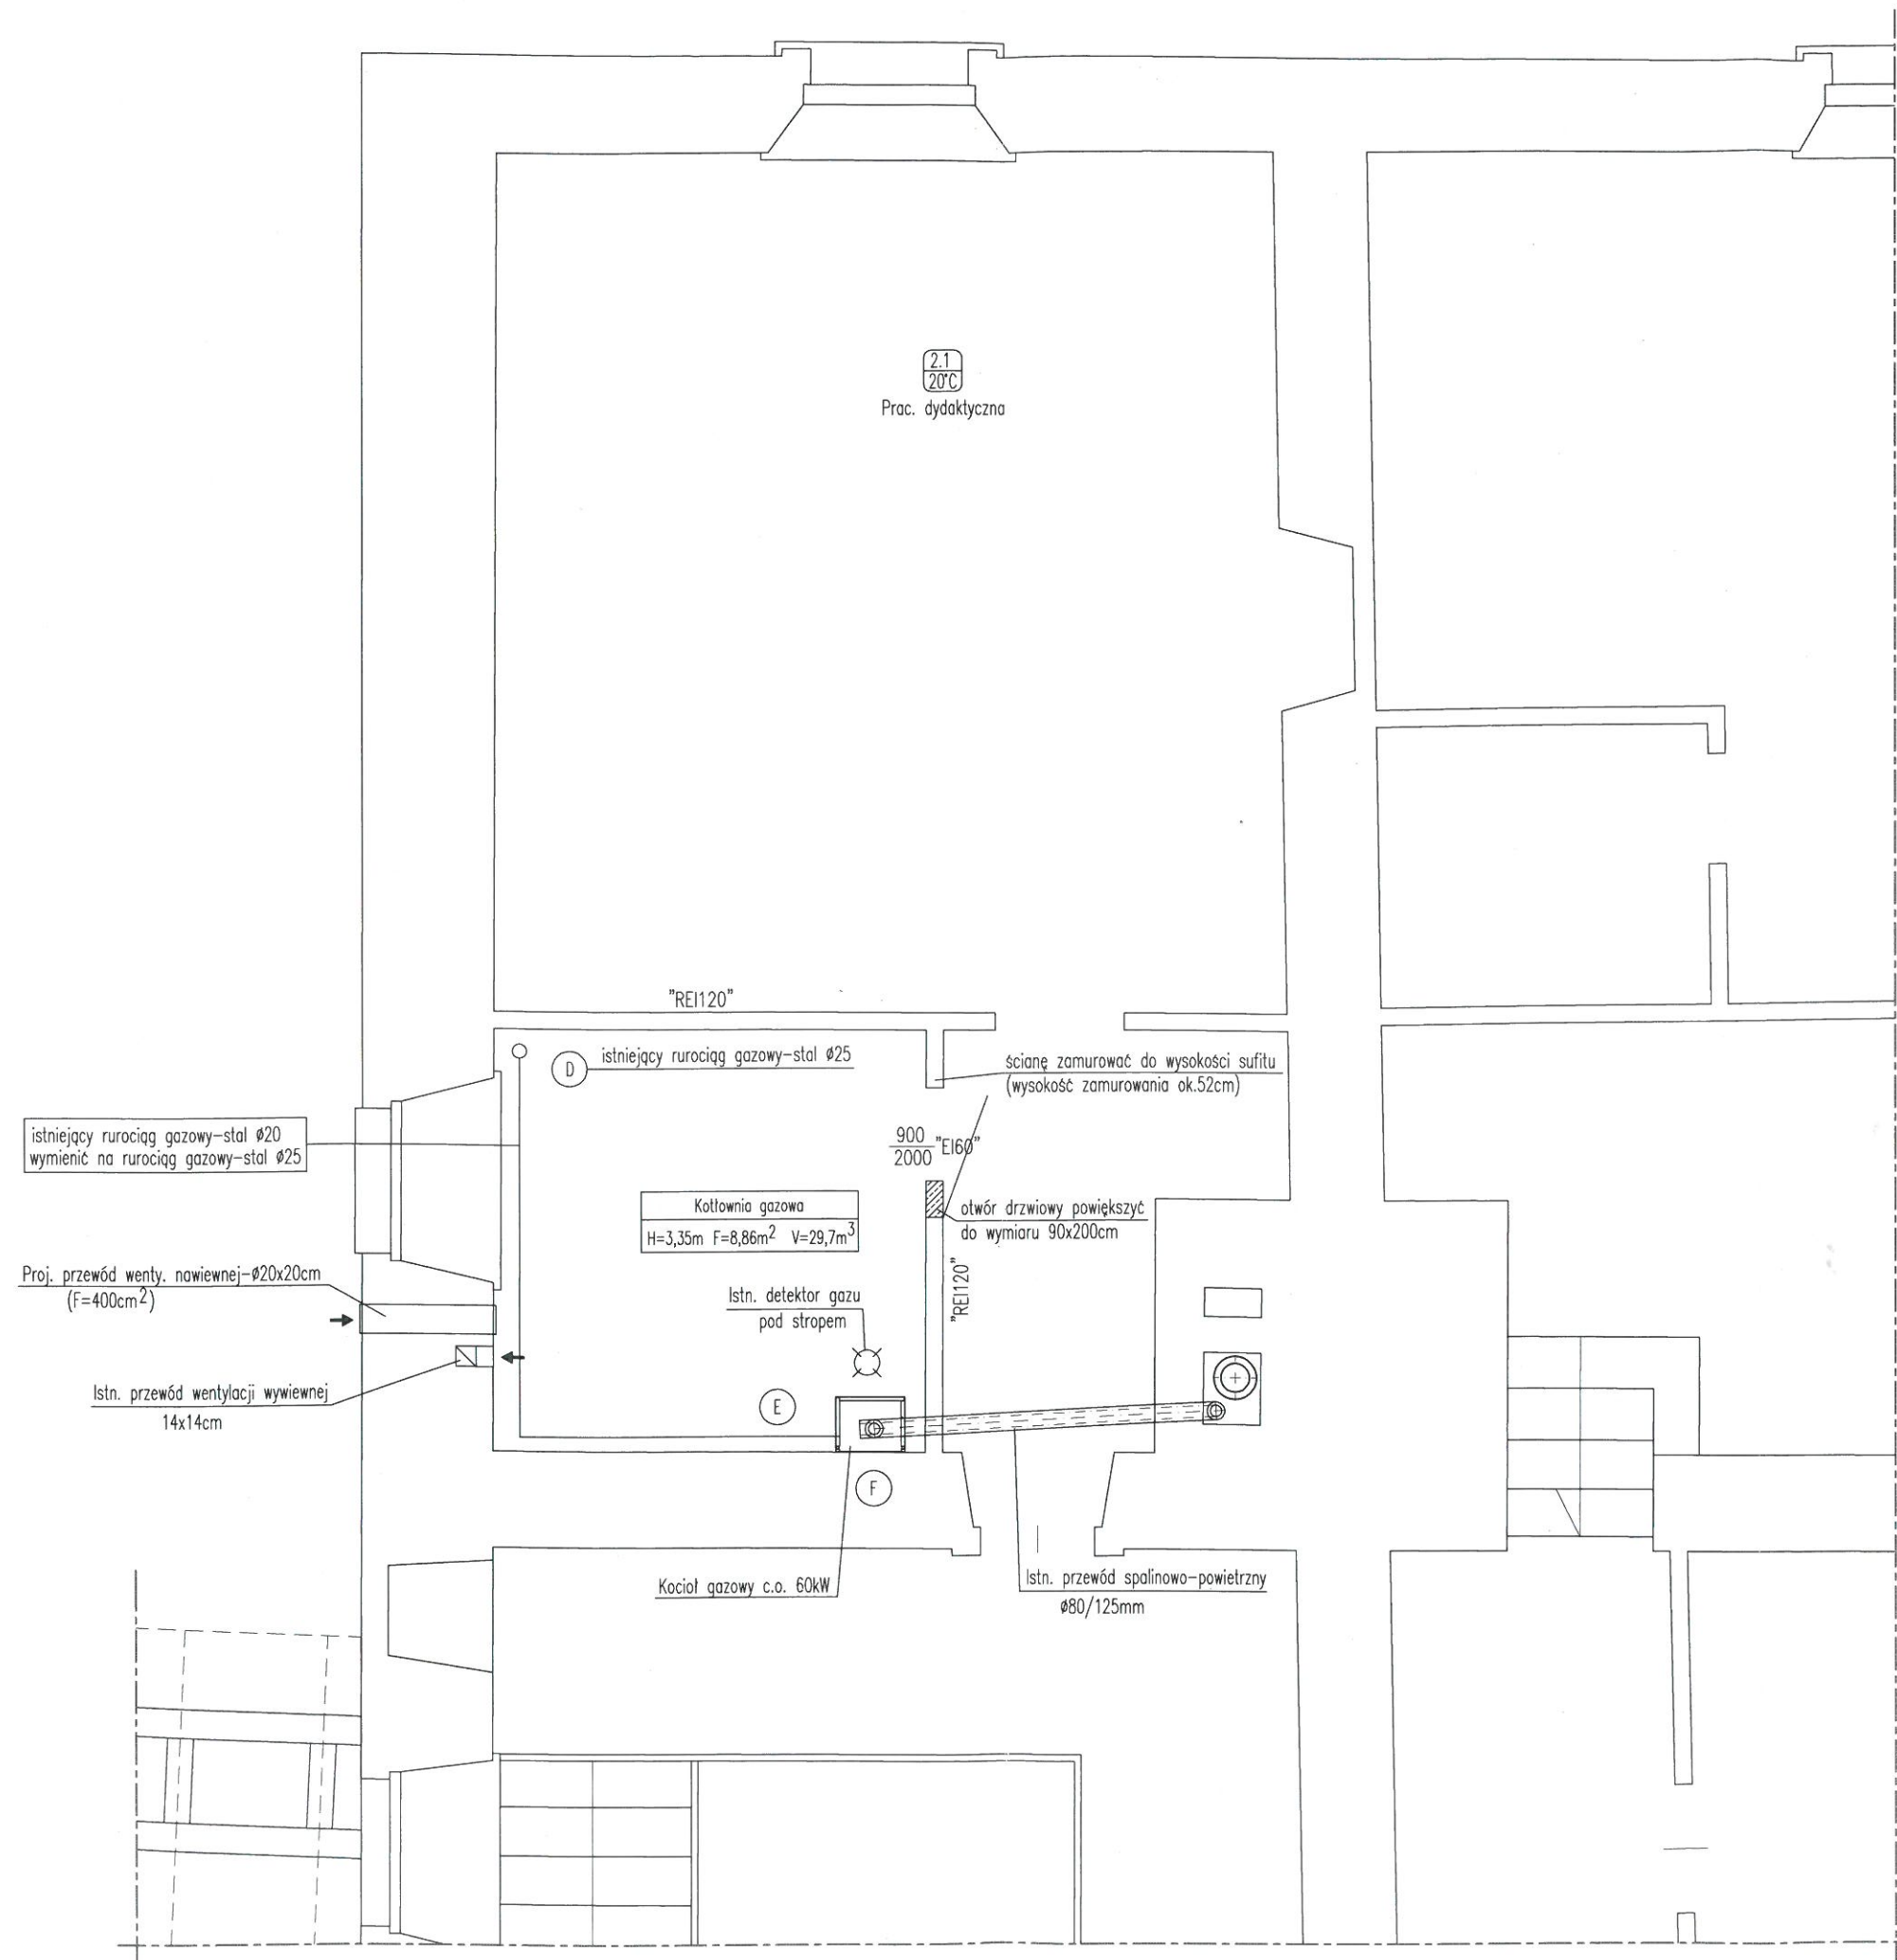 2.1
20°C
Prac. dydaktyczna
"REI120"
D
istniejący rurociąg gazowy-stal ø25
ścianę zamurować do wysokości sufitu
(wysokość zamurowania ok.52cm)
istniejący rurociąg gazowy-stal ø20
wymienić na rurociąg gazowy-stal ø25
900
2000
"EI60"
Kotłownia gazowa
H=3,35m F=8,86m² V=29,7m³
otwór drzwiowy powiększyć
do wymiaru 90x200cm
"REI120"
Proj. przewód wenty. nawiewnej-ø20x20cm
(F=400cm²)
Istn. detektor gazu
pod stropem
Istn. przewód wentylacji wywiewnej
14x14cm
E
F
Kocioł gazowy c.o. 60kW
Istn. przewód spalinowo-powietrzny
ø80/125mm